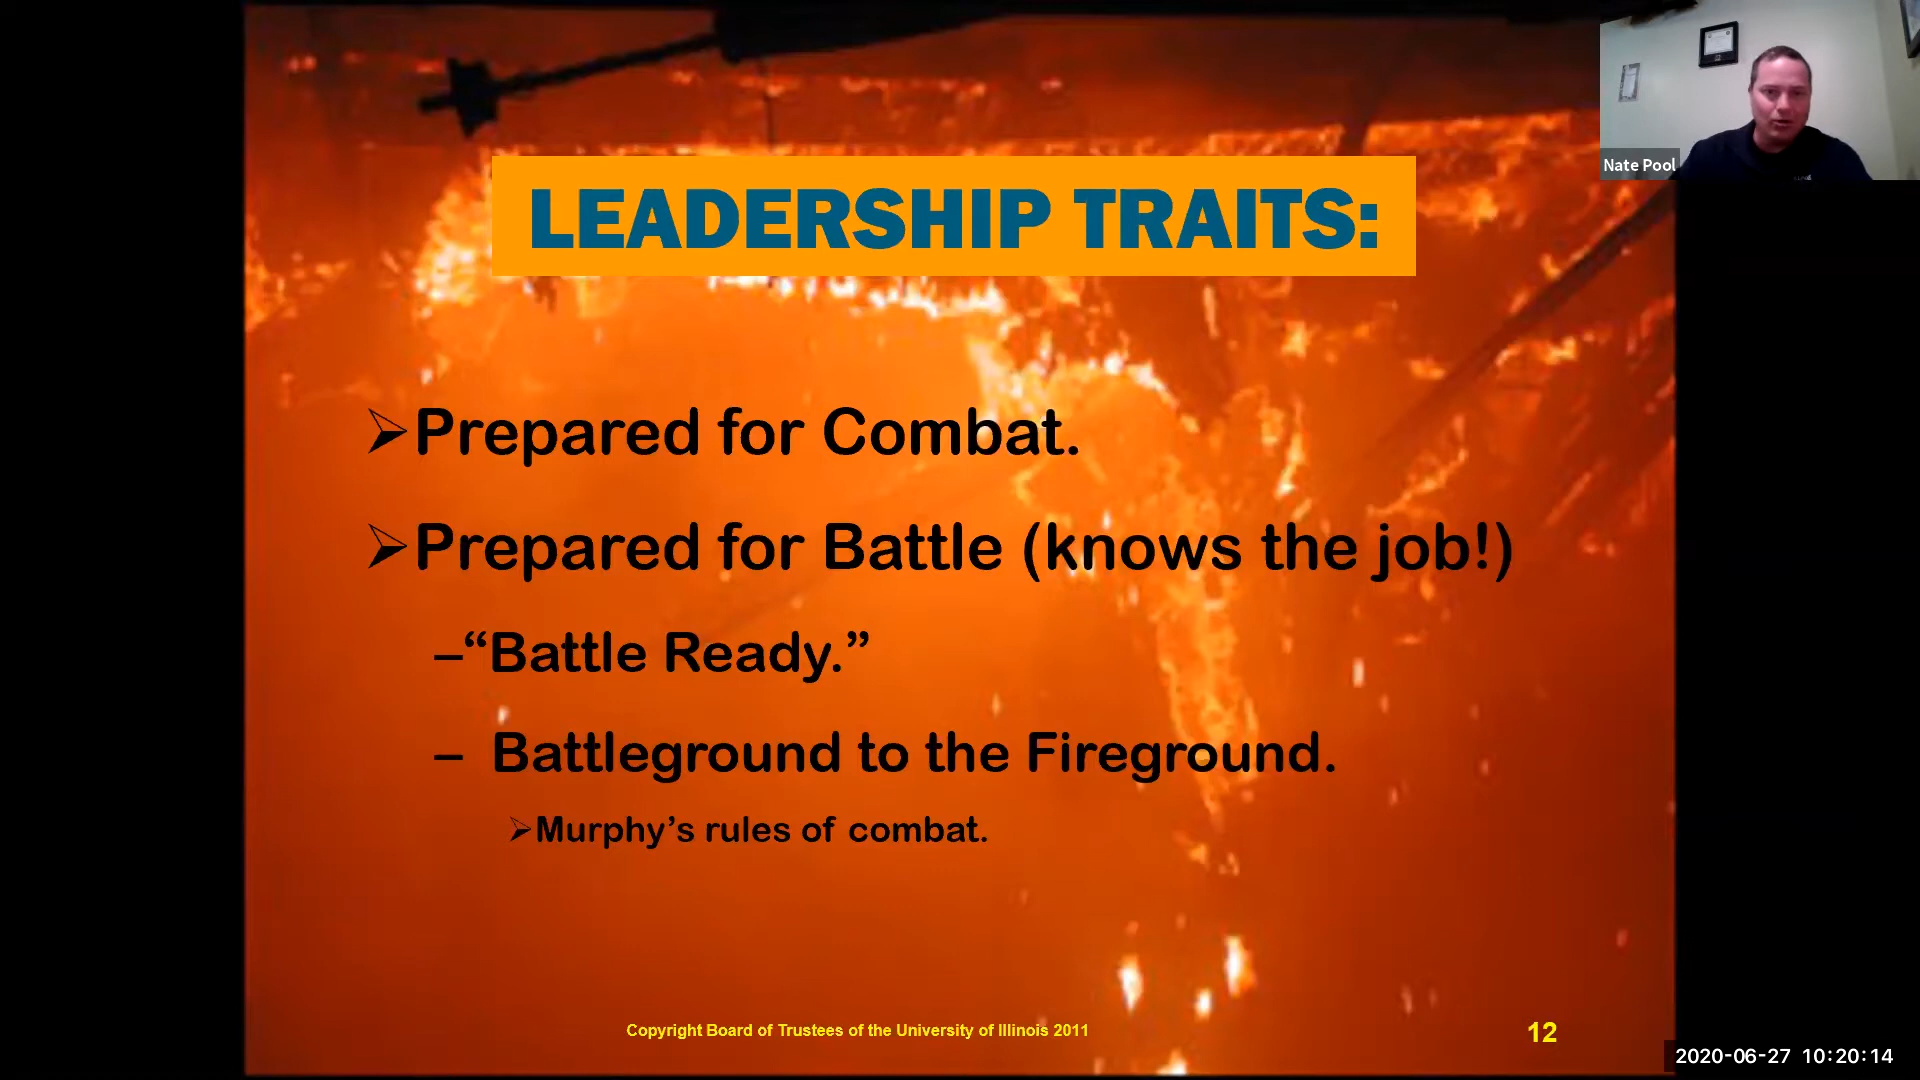 Nate Pool
LEADERSHIP TRAITS:
➢Prepared for Combat.
➢Prepared for Battle (knows the job!)
–“Battle Ready.”
– Battleground to the Fireground.
➢Murphy’s rules of combat.
Copyright Board of Trustees of the University of Illinois 2011
12
2020-06-27 10:20:14